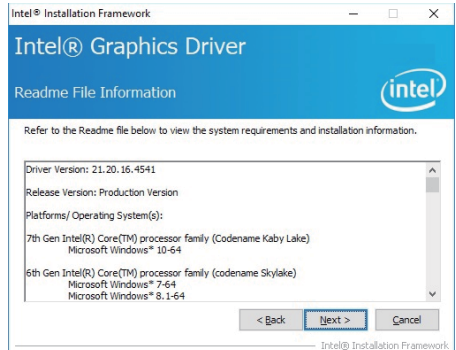 Intel® Installation Framework
Intel® Graphics Driver
Readme File Information
intel
Refer to the Readme file below to view the system requirements and installation information.
Driver Version: 21.20.16.4541
Release Version: Production Version
Platforms/ Operating System(s):
7th Gen Intel(R) Core(TM) processor family (Codename Kaby Lake)
Microsoft Windows* 10-64
6th Gen Intel(R) Core(TM) processor family (codename Skylake)
Microsoft Windows* 7-64
Microsoft Windows* 8.1-64
< Back Next > Cancel
Intel® Installation Framework